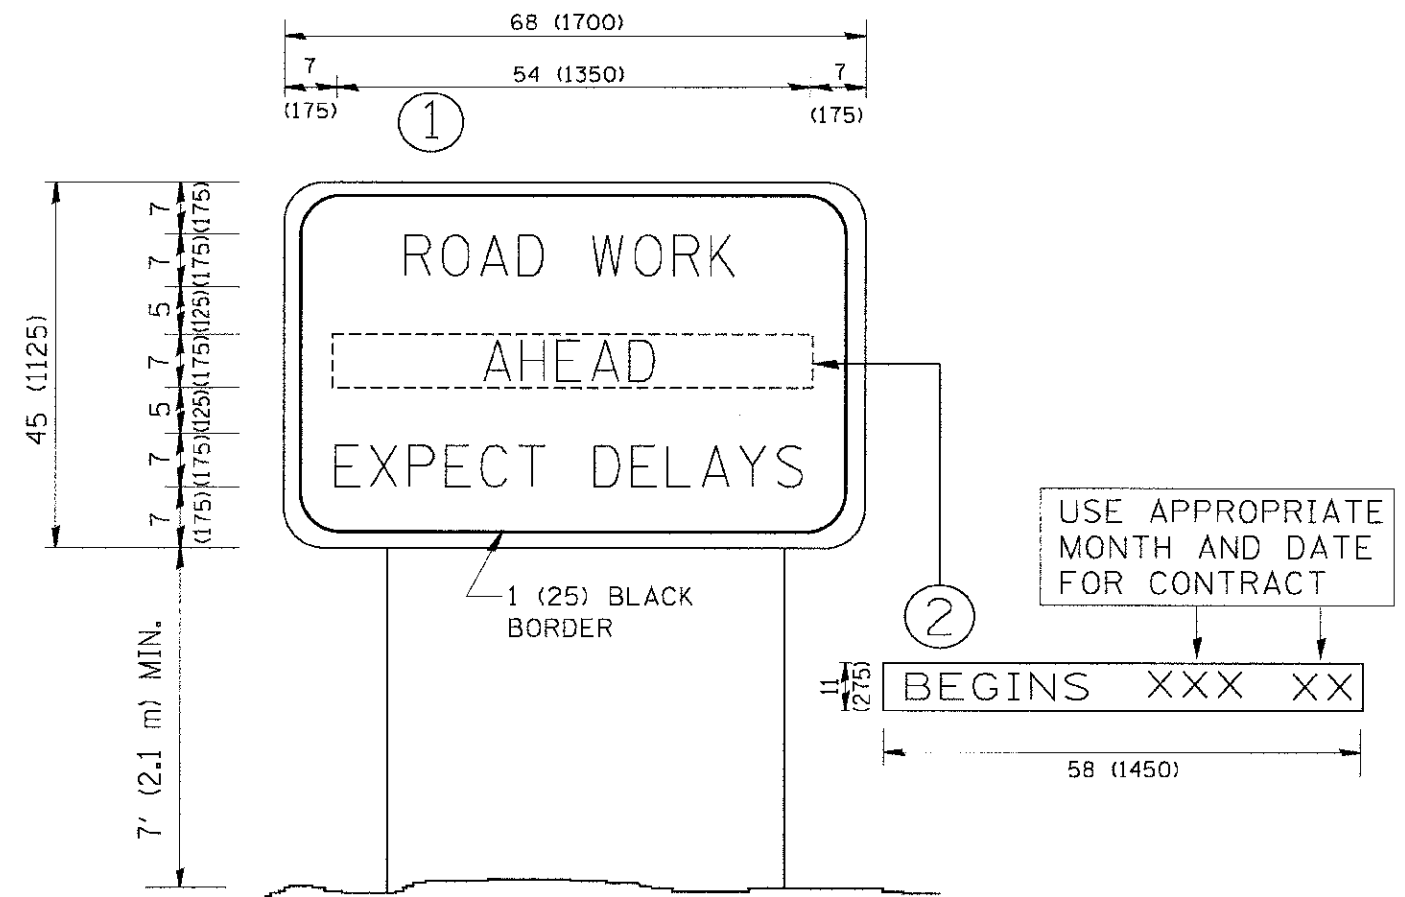 68 (1700)
7
54 (1350)
7
(175)
(175)
1
45 (1125)
7 (175)
7 (175)
5 (125)
7 (175)
5 (125)
7 (175)
7 (175)
ROAD WORK
AHEAD
EXPECT DELAYS
1 (25) BLACK
BORDER
7' (2.1 m) MIN.
2
USE APPROPRIATE
MONTH AND DATE
FOR CONTRACT
11
(275)
BEGINS XXX XX
58 (1450)